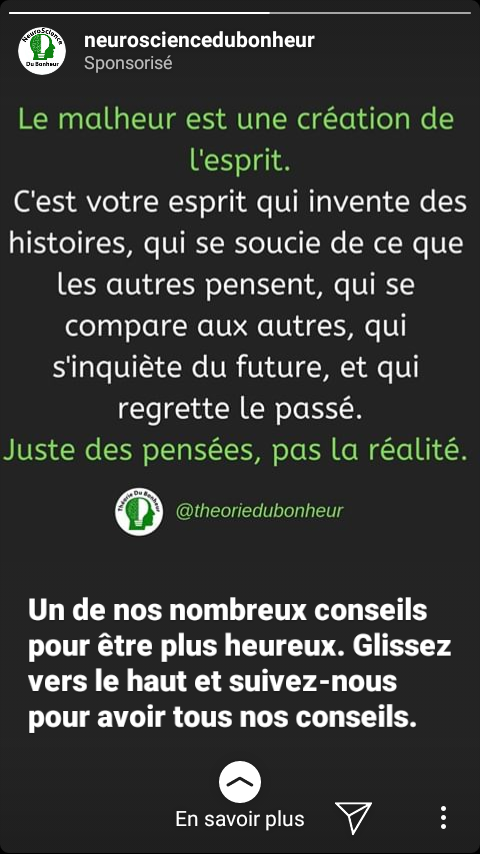 NeuroScience
Du Bonheur
neurosciencedubonheur
Sponsorisé
Le malheur est une création de
l'esprit.
C'est votre esprit qui invente des
histoires, qui se soucie de ce que
les autres pensent, qui se
compare aux autres, qui
s'inquiète du future, et qui
regrette le passé.
Juste des pensées, pas la réalité.
Théorie Du Bonheur
@theoriedubonheur
Un de nos nombreux conseils
pour être plus heureux. Glissez
vers le haut et suivez-nous
pour avoir tous nos conseils.
En savoir plus